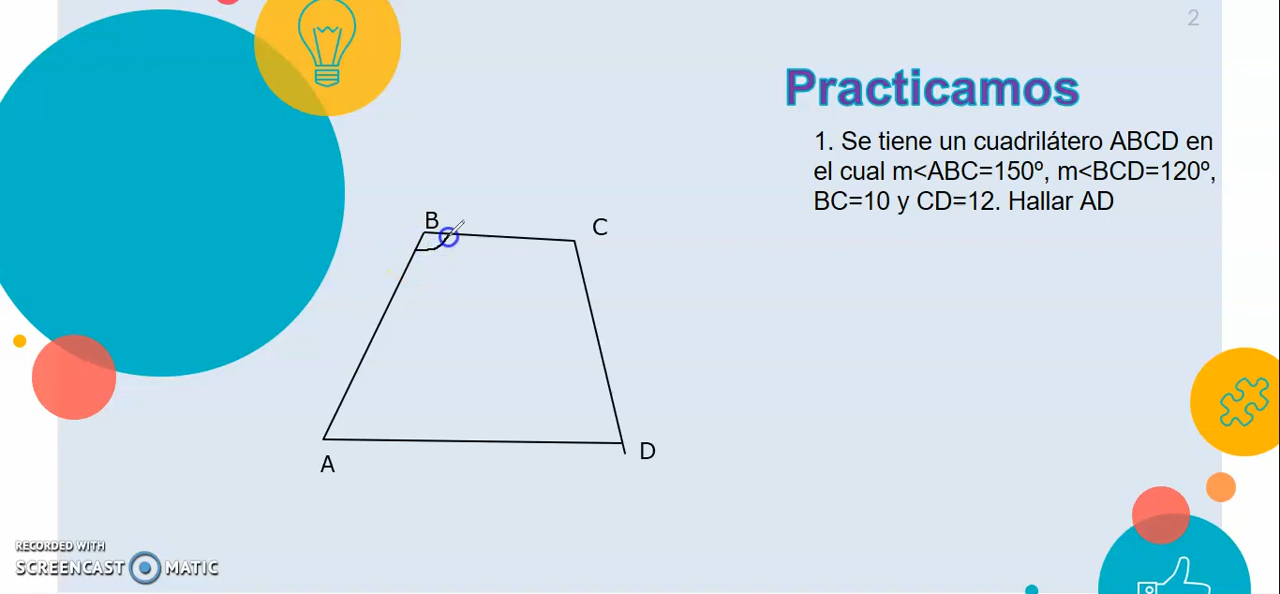 2
Practicamos
1. Se tiene un cuadrilátero ABCD en
el cual m<ABC=150º, m<BCD=120º,
BC=10 y CD=12. Hallar AD
B
C
A
D
RECORDED WITH
SCREENCAST MATIC